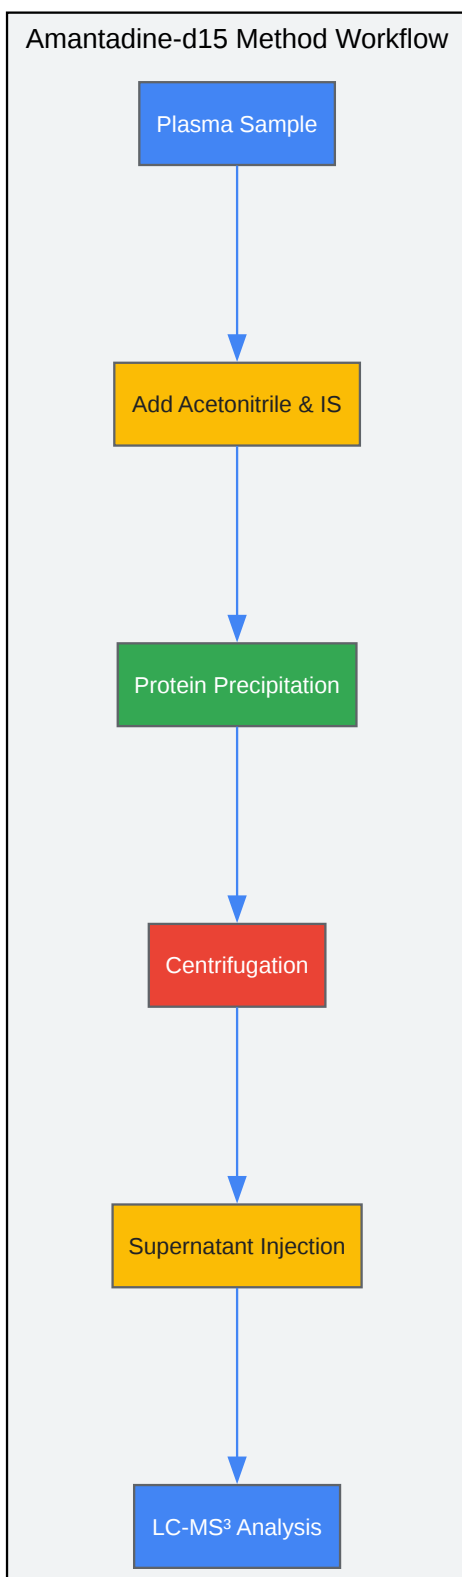 Amantadine-d15 Method Workflow
Plasma Sample
Add Acetonitrile & IS
Protein Precipitation
Centrifugation
Supernatant Injection
LC-MS³ Analysis